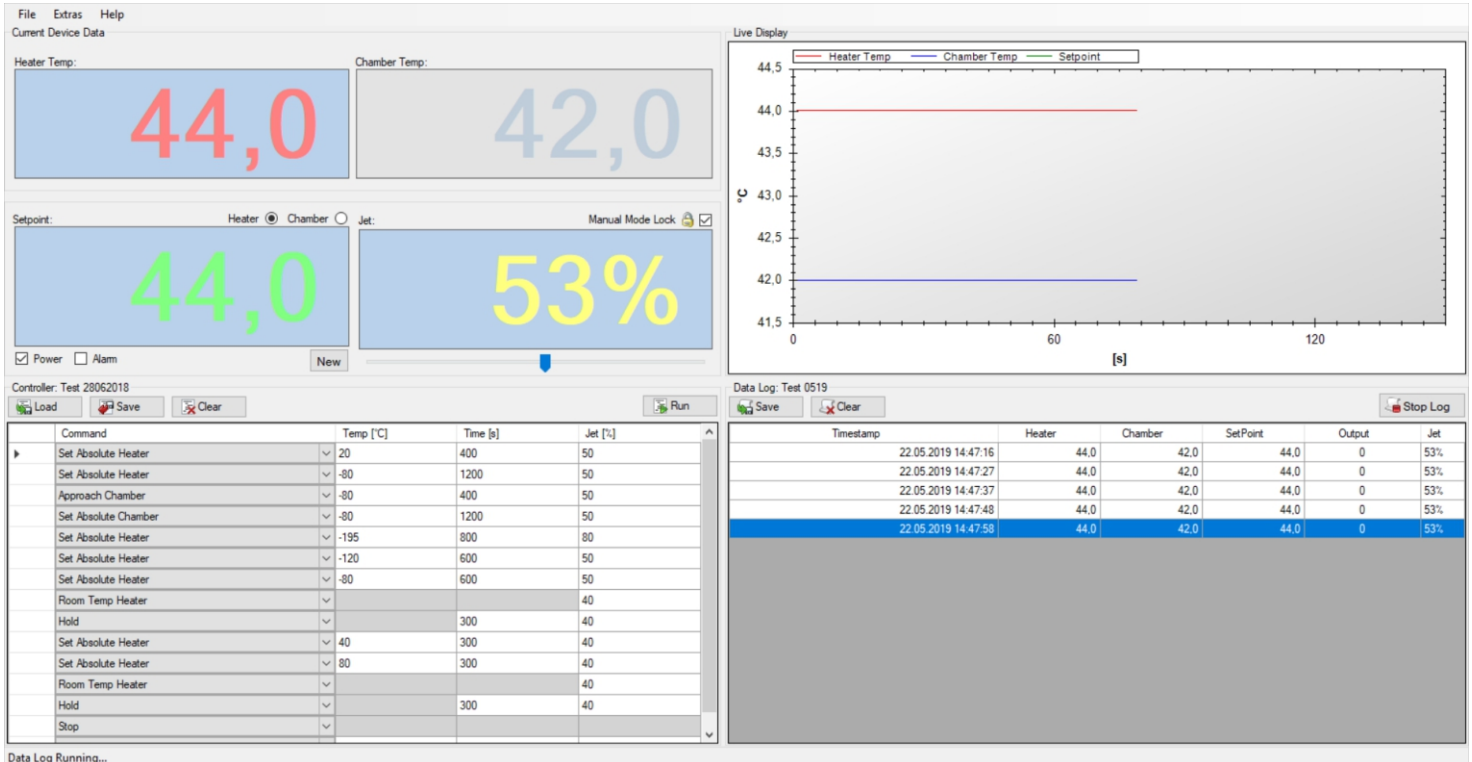 File Extras Help
Current Device Data
Heater Temp: Chamber Temp:
44,0 42,0
Setpoint: Heater Chamber Jet: Manual Mode Lock
44,0 53%
Power Alarm New
Live Display
Heater Temp Chamber Temp Setpoint
44,5
44,0
43,5
43,0
°C
42,5
42,0
41,5
0 60 120
[s]
Controller: Test 28062018
Load Save Clear Run
Command Temp [°C] Time [s] Jet [%]
Set Absolute Heater 20 400 50
Set Absolute Heater -80 1200 50
Approach Chamber -80 400 50
Set Absolute Chamber -80 1200 50
Set Absolute Heater -195 800 80
Set Absolute Heater -120 600 50
Set Absolute Heater -80 600 50
Room Temp Heater 40
Hold 300 40
Set Absolute Heater 40 300 40
Set Absolute Heater 80 300 40
Room Temp Heater 40
Hold 300 40
Stop
Data Log: Test 0519
Save Clear Stop Log
Timestamp Heater Chamber SetPoint Output Jet
22.05.2019 14:47:16 44,0 42,0 44,0 0 53%
22.05.2019 14:47:27 44,0 42,0 44,0 0 53%
22.05.2019 14:47:37 44,0 42,0 44,0 0 53%
22.05.2019 14:47:48 44,0 42,0 44,0 0 53%
22.05.2019 14:47:58 44,0 42,0 44,0 0 53%
Data Log Running...